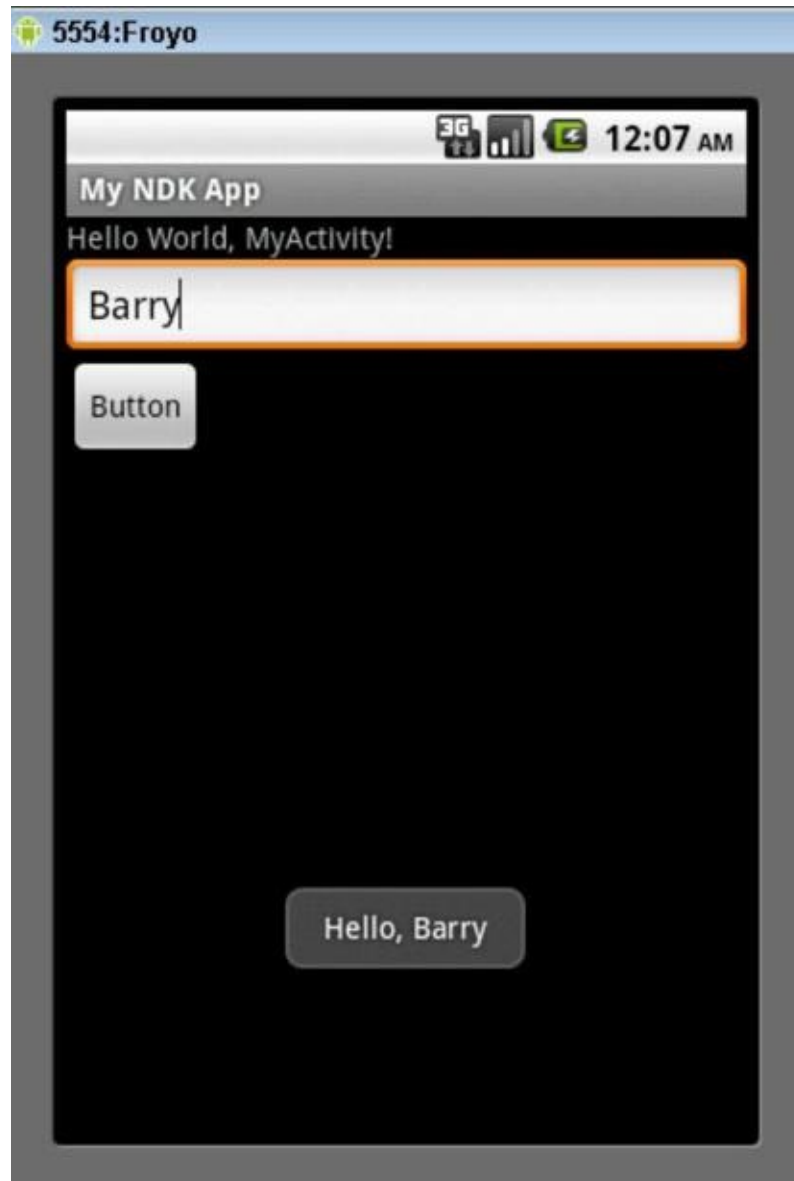 5554:Froyo
3G 12:07 AM
My NDK App
Hello World, MyActivity!
Barry
Button
Hello, Barry